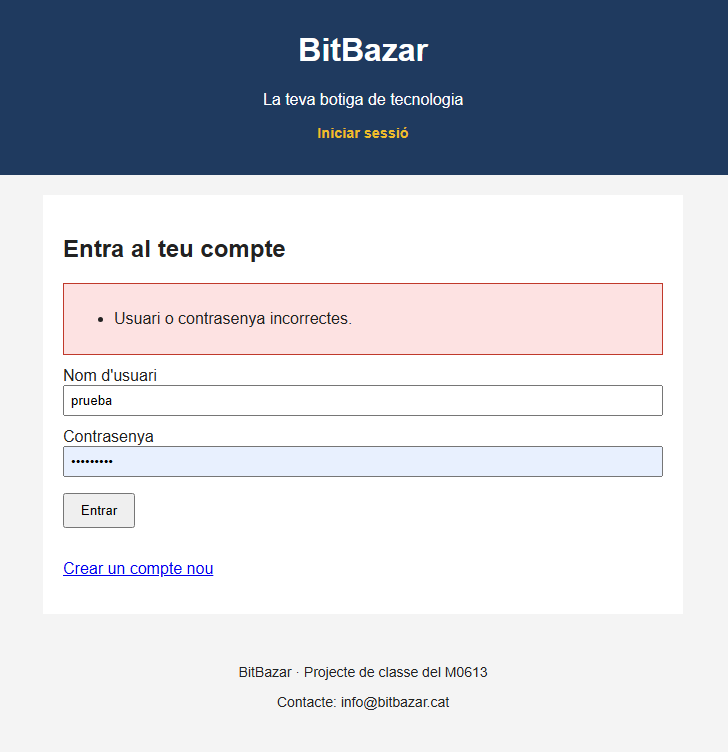 BitBazar
La teva botiga de tecnologia
Iniciar sessió
Entra al teu compte
• Usuari o contrasenya incorrectes.
Nom d'usuari
prueba
Contrasenya
•••••••••
Entrar
Crear un compte nou
BitBazar · Projecte de classe del M0613
Contacte: info@bitbazar.cat